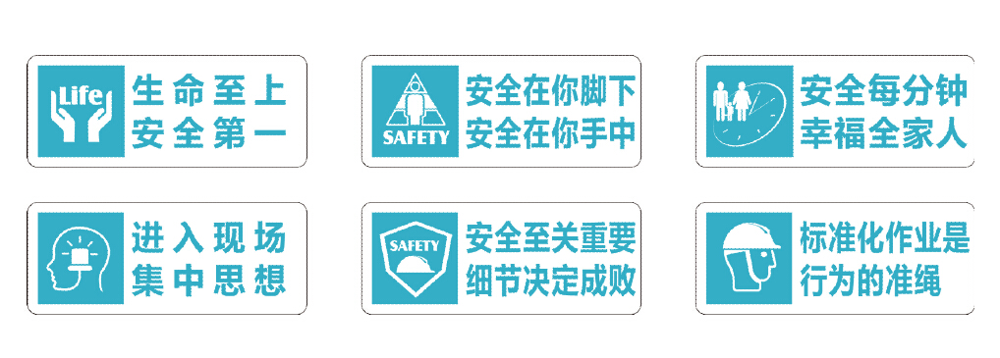 Life
生命至上
安全第一
SAFETY
安全在你脚下
安全在你手中
安全每分钟
幸福全家人
进入现场
集中思想
SAFETY
安全至关重要
细节决定成败
标准化作业是
行为的准绳